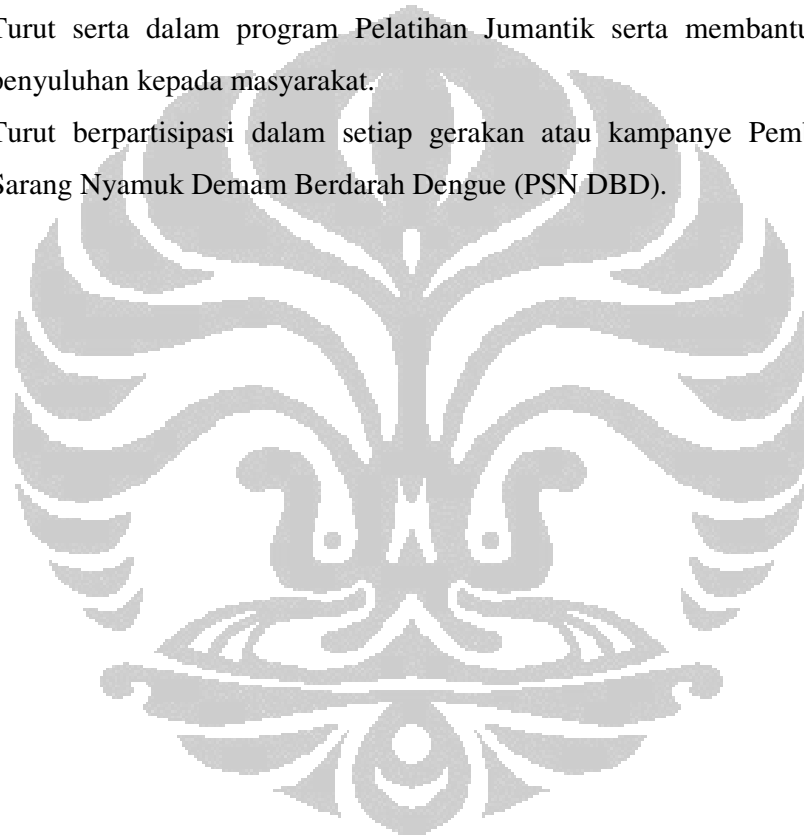 Turut serta dalam program Pelatihan Jumantik serta membantu
penyuluhan kepada masyarakat.
Turut berpartisipasi dalam setiap gerakan atau kampanye Pemb
Sarang Nyamuk Demam Berdarah Dengue (PSN DBD).